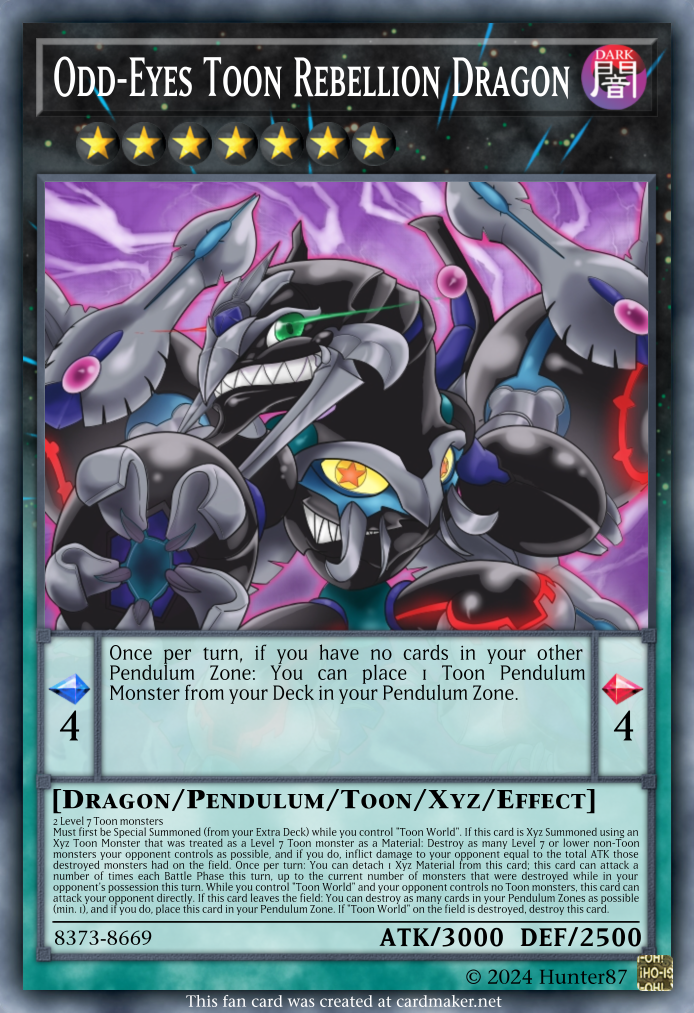 Odd-Eyes Toon Rebellion Dragon
DARK
闇
Once per turn, if you have no cards in your other
Pendulum Zone: You can place 1 Toon Pendulum
Monster from your Deck in your Pendulum Zone.
4
4
[Dragon/Pendulum/Toon/Xyz/Effect]
2 Level 7 Toon monsters
Must first be Special Summoned (from your Extra Deck) while you control "Toon World". If this card is Xyz Summoned using an
Xyz Toon Monster that was treated as a Level 7 Toon monster as a Material: Destroy as many Level 7 or lower non-Toon
monsters your opponent controls as possible, and if you do, inflict damage to your opponent equal to the total ATK those
destroyed monsters had on the field. Once per turn: You can detach 1 Xyz Material from this card; this card can attack a
number of times each Battle Phase this turn, up to the current number of monsters that were destroyed while in your
opponent's possession this turn. While you control "Toon World" and your opponent controls no Toon monsters, this card can
attack your opponent directly. If this card leaves the field: You can destroy as many cards in your Pendulum Zones as possible
(min. 1), and if you do, place this card in your Pendulum Zone. If "Toon World" on the field is destroyed, destroy this card.
8373-8669
ATK/3000 DEF/2500
© 2024 Hunter87
This fan card was created at cardmaker.net